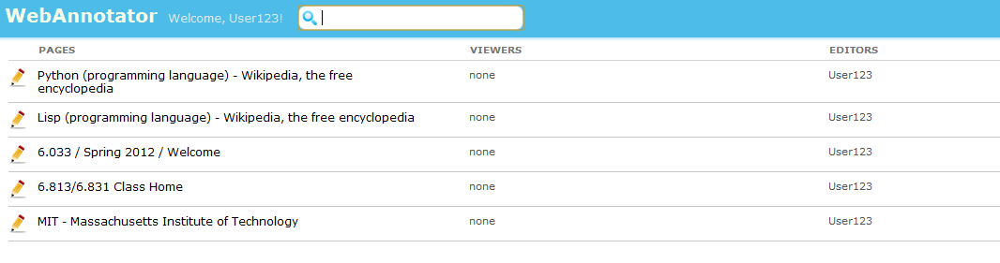 WebAnnotator Welcome, User123!
PAGES VIEWERS EDITORS
Python (programming language) - Wikipedia, the free none User123
encyclopedia
Lisp (programming language) - Wikipedia, the free encyclopedia none User123
6.033 / Spring 2012 / Welcome none User123
6.813/6.831 Class Home none User123
MIT - Massachusetts Institute of Technology none User123